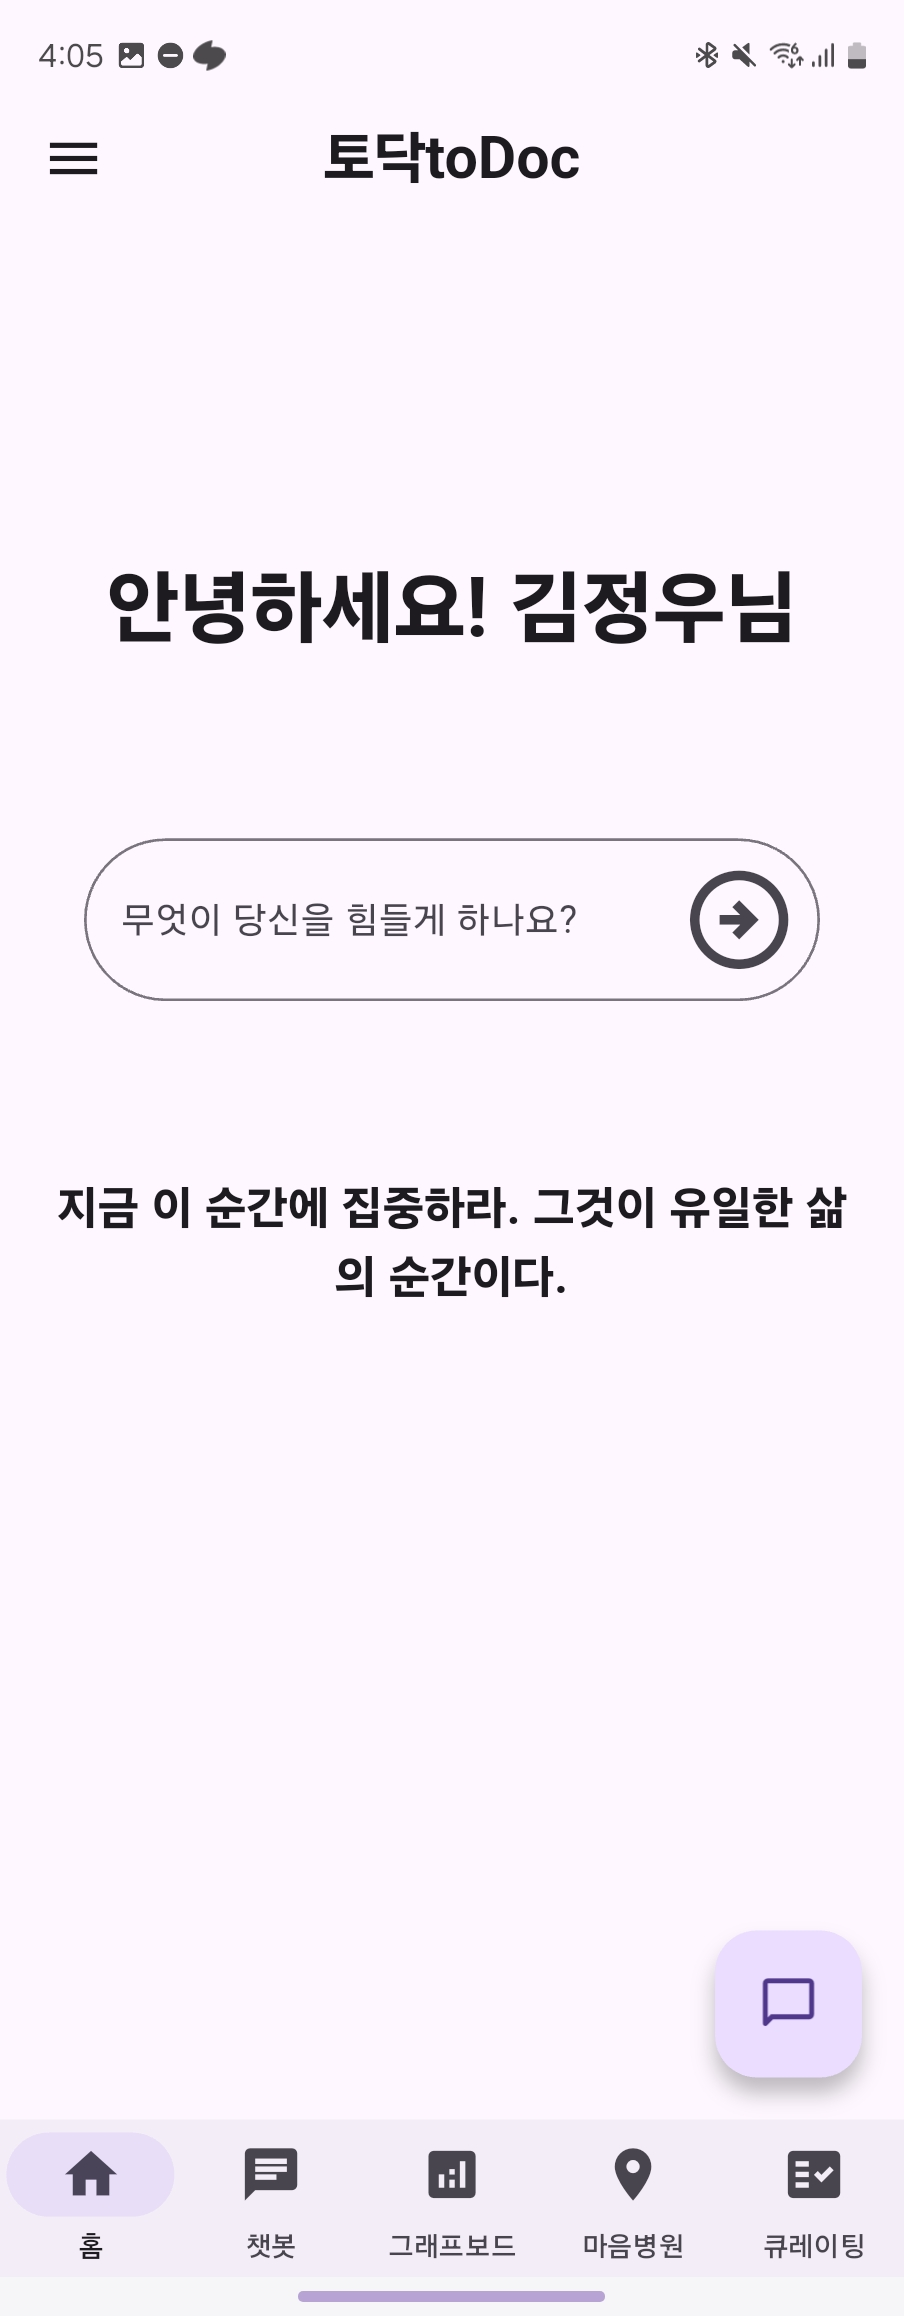 4:05
6
토닥toDoc
안녕하세요! 김정우님
무엇이 당신을 힘들게 하나요?
지금 이 순간에 집중하라. 그것이 유일한 삶
의 순간이다.
홈
챗봇
그래프보드
마음병원
큐레이팅